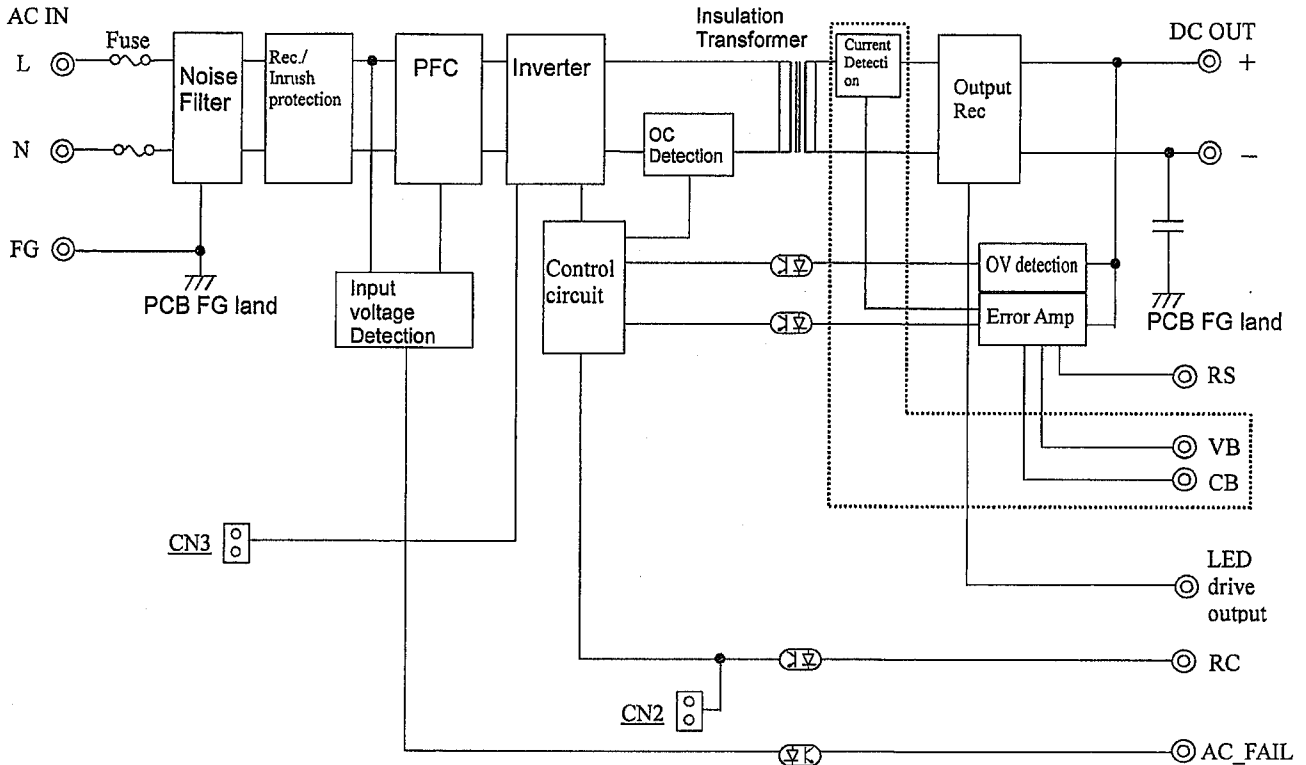 AC IN
L
Fuse
Noise
Filter
Rec./
Inrush
protection
PFC
Inverter
Insulation
Transformer
Current
Detecti
on
Output
Rec
DC OUT
+
N
OC
Detection
−
FG
PCB FG land
Input
voltage
Detection
Control
circuit
OV detection
Error Amp
PCB FG land
RS
VB
CB
CN3
LED
drive
output
RC
CN2
AC_FAIL